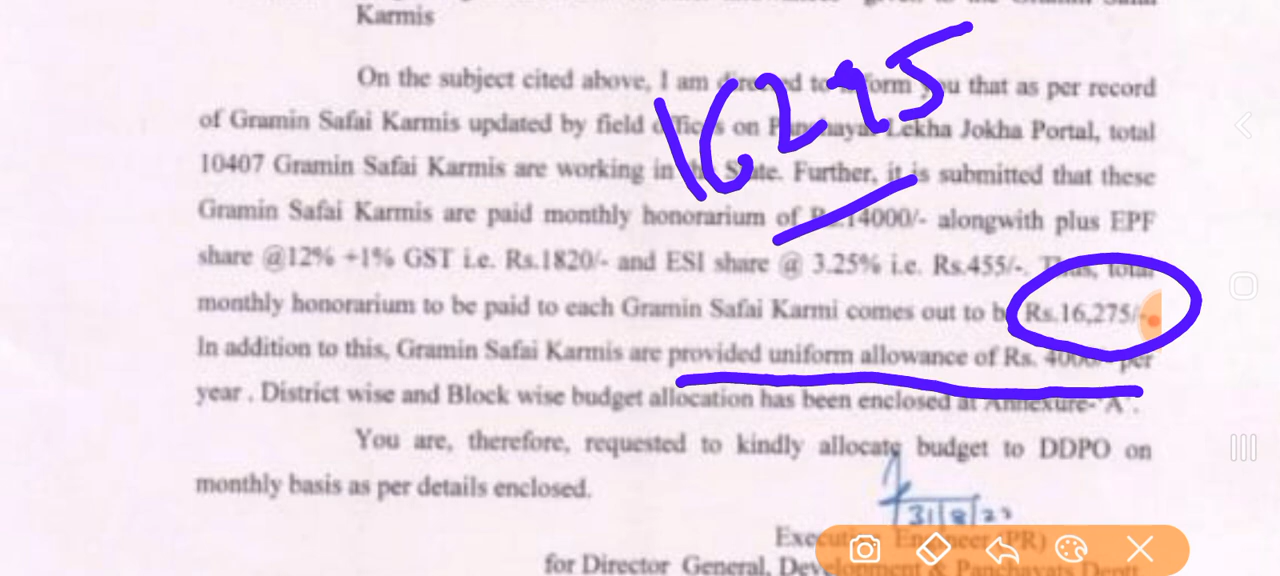 Karmis
16295
On the subject cited above, I am directed to inform you that as per record
of Gramin Safai Karmis updated by field offices on Panchayat Lekha Jokha Portal, total
10407 Gramin Safai Karmis are working in the State. Further, it is submitted that these
Gramin Safai Karmis are paid monthly honorarium of Rs.14000/- alongwith plus EPF
share @12% +1% GST i.e. Rs.1820/- and ESI share @ 3.25% i.e. Rs.455/-. Thus, total
monthly honorarium to be paid to each Gramin Safai Karmi comes out to be Rs.16,275/-
In addition to this, Gramin Safai Karmis are provided uniform allowance of Rs. 4000/- per
year . District wise and Block wise budget allocation has been enclosed at Annexure- 'A'.
You are, therefore, requested to kindly allocate budget to DDPO on
monthly basis as per details enclosed.
31/8/22
Executive Engineer (PR)
for Director General, Development & Panchayats Deptt